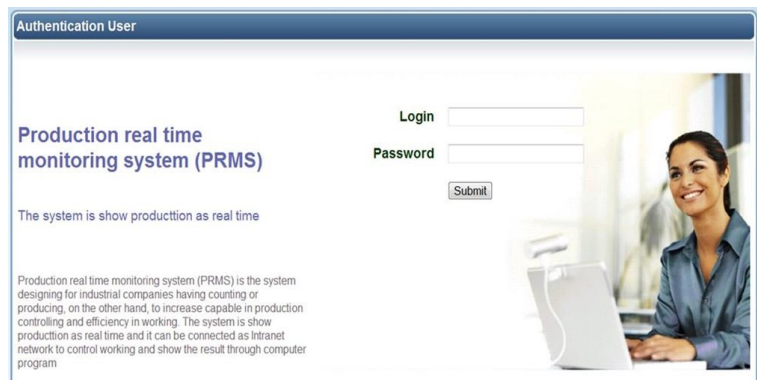 Authentication User
Production real time
monitoring system (PRMS)
The system is show producttion as real time
Production real time monitoring system (PRMS) is the system
designing for industrial companies having counting or
producing, on the other hand, to increase capable in production
controlling and efficiency in working. The system is show
producttion as real time and it can be connected as Intranet
network to control working and show the result through computer
program
Login
Password
Submit